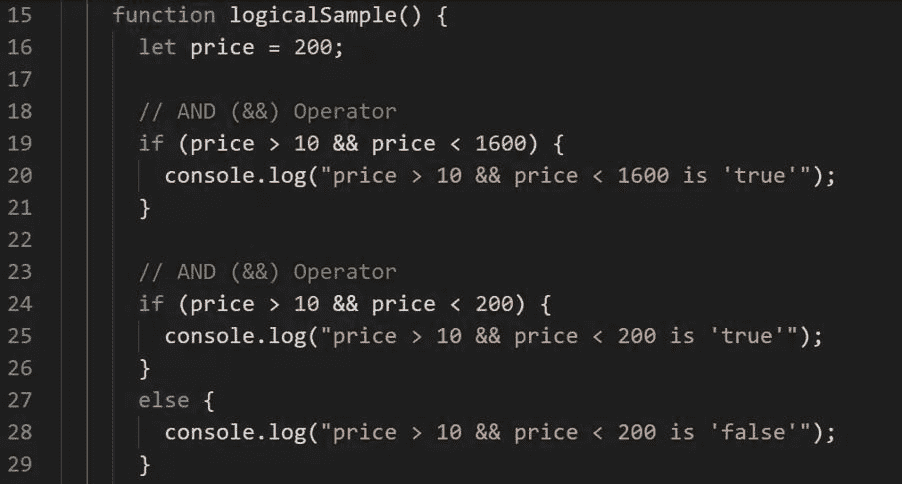 15 function logicalSample() {
16 let price = 200;
17
18 // AND (&&) Operator
19 if (price > 10 && price < 1600) {
20 console.log("price > 10 && price < 1600 is 'true'");
21 }
22
23 // AND (&&) Operator
24 if (price > 10 && price < 200) {
25 console.log("price > 10 && price < 200 is 'true'");
26 }
27 else {
28 console.log("price > 10 && price < 200 is 'false'");
29 }